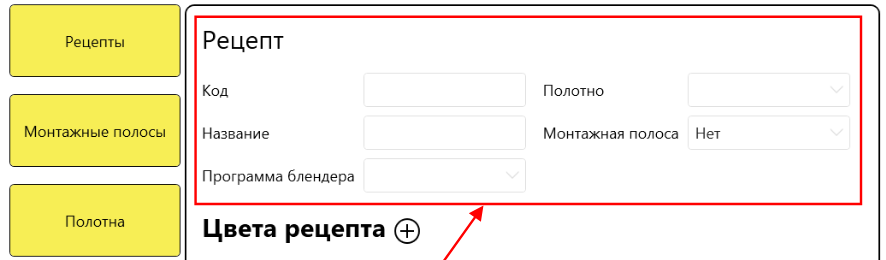 Рецепты
Монтажные полосы
Полотна
Рецепт
Код
Полотно
Название
Монтажная полоса Нет
Программа блендера
Цвета рецепта